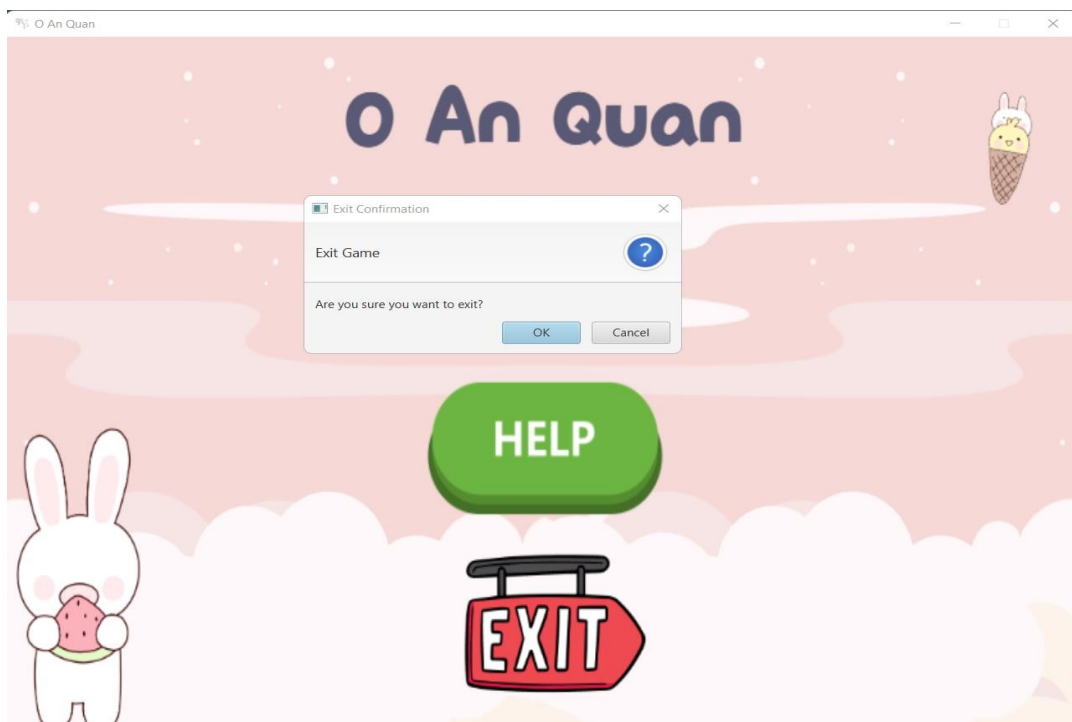 O An Quan
O An Quan
Exit Confirmation
Exit Game
?
Are you sure you want to exit?
OK Cancel
HELP
EXIT